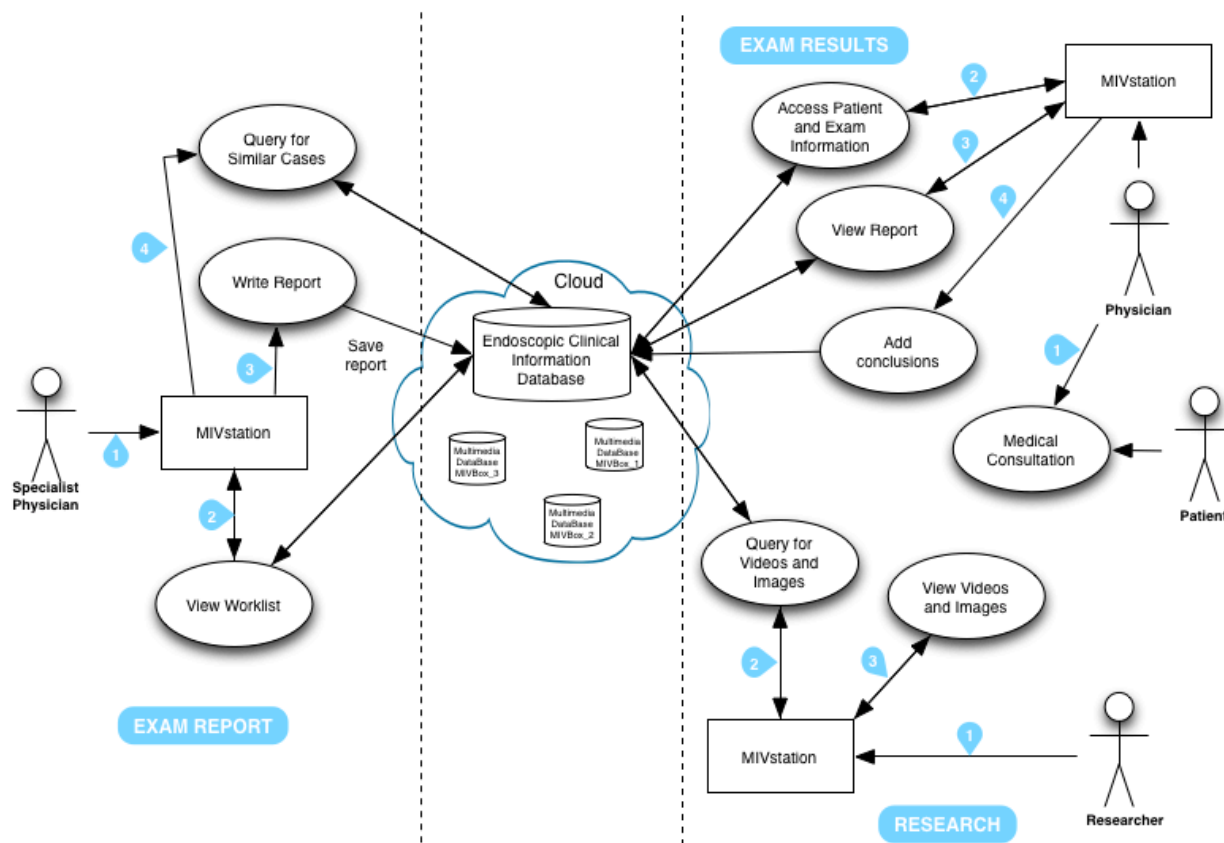 EXAM RESULTS
2
MIVstation
Access Patient
and Exam
Information
3
Query for
Similar Cases
4
View Report
4
Write Report
Cloud
Physician
Endoscopic Clinical
Information
Database
Save
report
Add
conclusions
1
3
MIVstation
1
Specialist
Physician
Multimedia
DataBase
MIVBox_3
Multimedia
DataBase
MIVBox_1
Medical
Consultation
Patient
2
Multimedia
DataBase
MIVBox_2
Query for
Videos and
Images
View Videos
and Images
View Worklist
2
3
EXAM REPORT
MIVstation
1
Researcher
RESEARCH